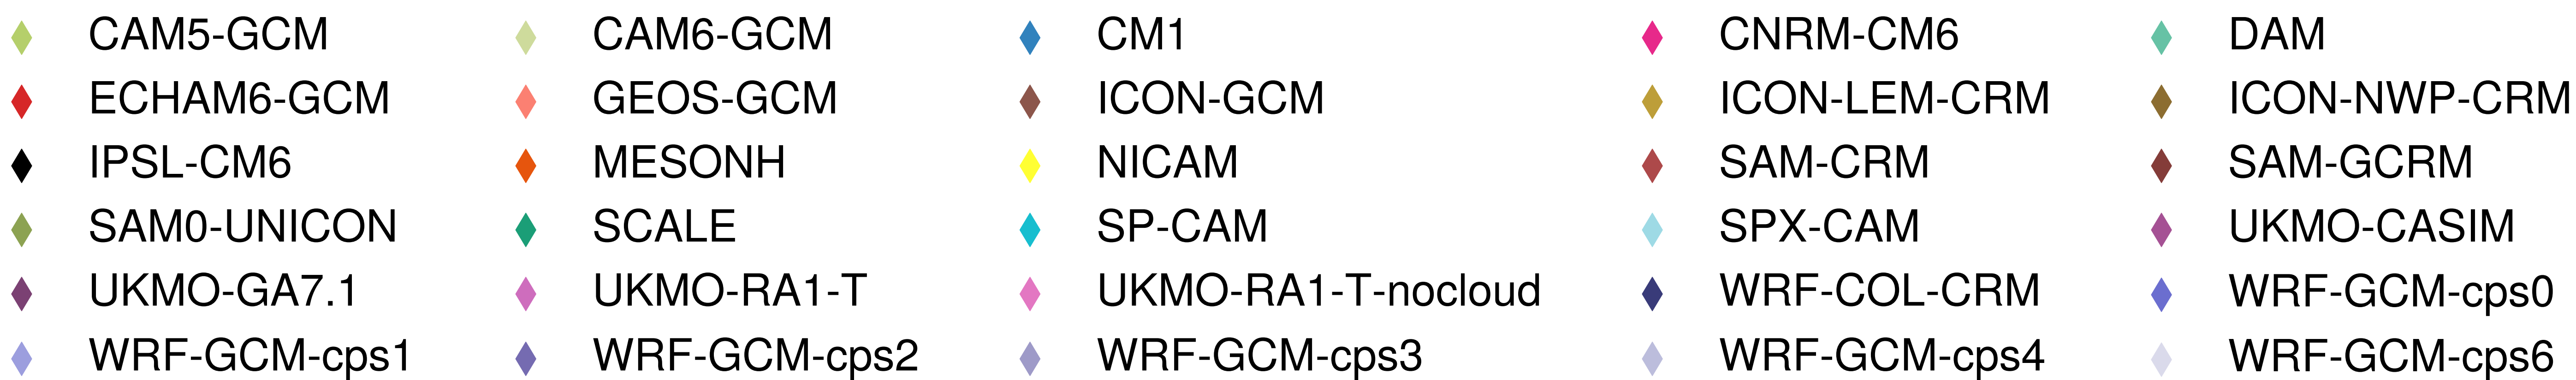 CAM5-GCM CAM6-GCM CM1 CNRM-CM6 DAM
ECHAM6-GCM GEOS-GCM ICON-GCM ICON-LEM-CRM ICON-NWP-CRM
IPSL-CM6 MESONH NICAM SAM-CRM SAM-GCRM
SAM0-UNICON SCALE SP-CAM SPX-CAM UKMO-CASIM
UKMO-GA7.1 UKMO-RA1-T UKMO-RA1-T-nocloud WRF-COL-CRM WRF-GCM-cps0
WRF-GCM-cps1 WRF-GCM-cps2 WRF-GCM-cps3 WRF-GCM-cps4 WRF-GCM-cps6